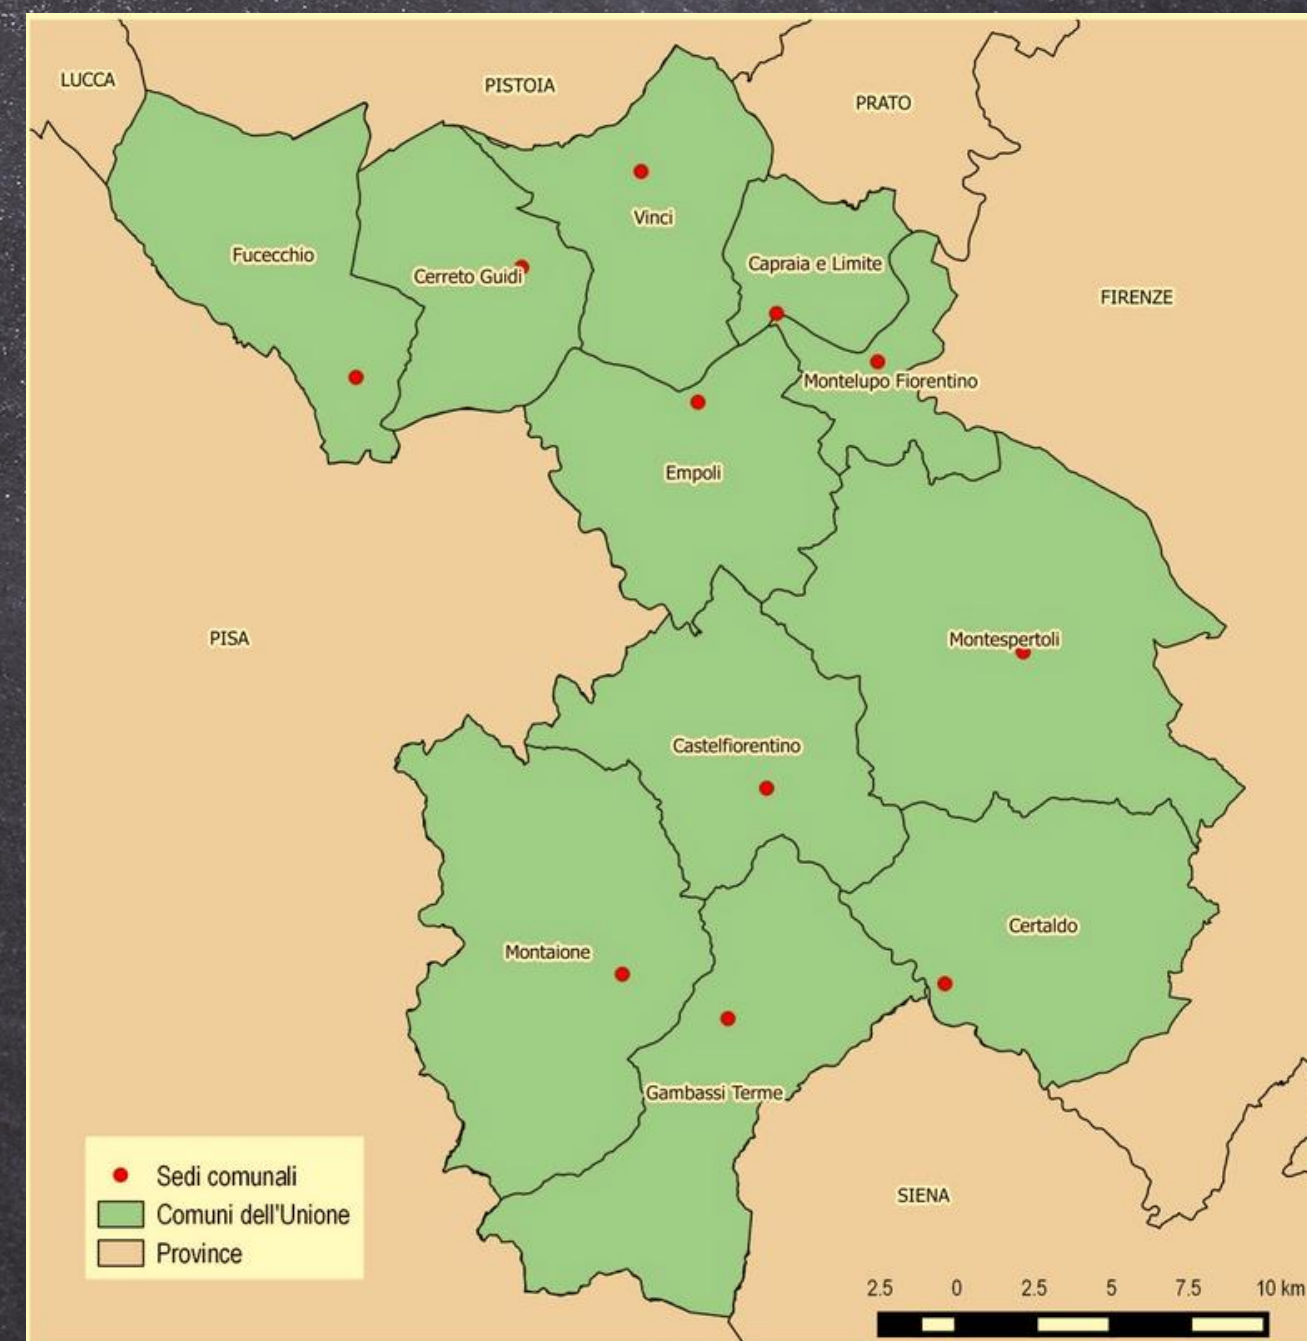 LUCCA
PISTOIA
PRATO
Vinci
Fucecchio
Capraia e Limite
Cerreto Guidi
FIRENZE
Montelupo Fiorentino
Empoli
PISA
Montespertoli
Castelfiorentino
Certaldo
Montaione
Gambassi Terme
SIENA
Sedi comunali
Comuni dell'Unione
Province
2.5 0 2.5 5 7.5 10 km